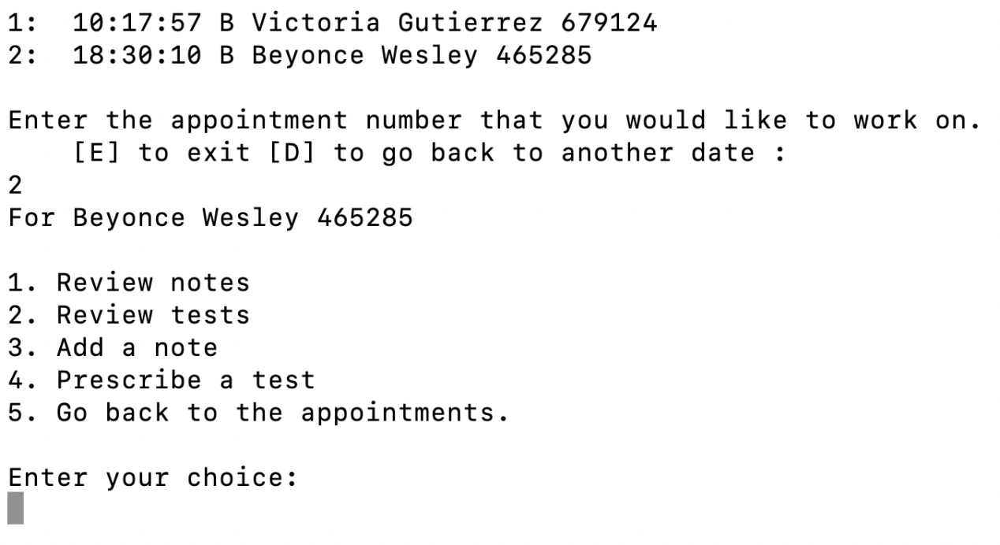 1:  10:17:57 B Victoria Gutierrez 679124
2:  18:30:10 B Beyonce Wesley 465285
Enter the appointment number that you would like to work on.
    [E] to exit [D] to go back to another date :
2
For Beyonce Wesley 465285
1. Review notes
2. Review tests
3. Add a note
4. Prescribe a test
5. Go back to the appointments.
Enter your choice: